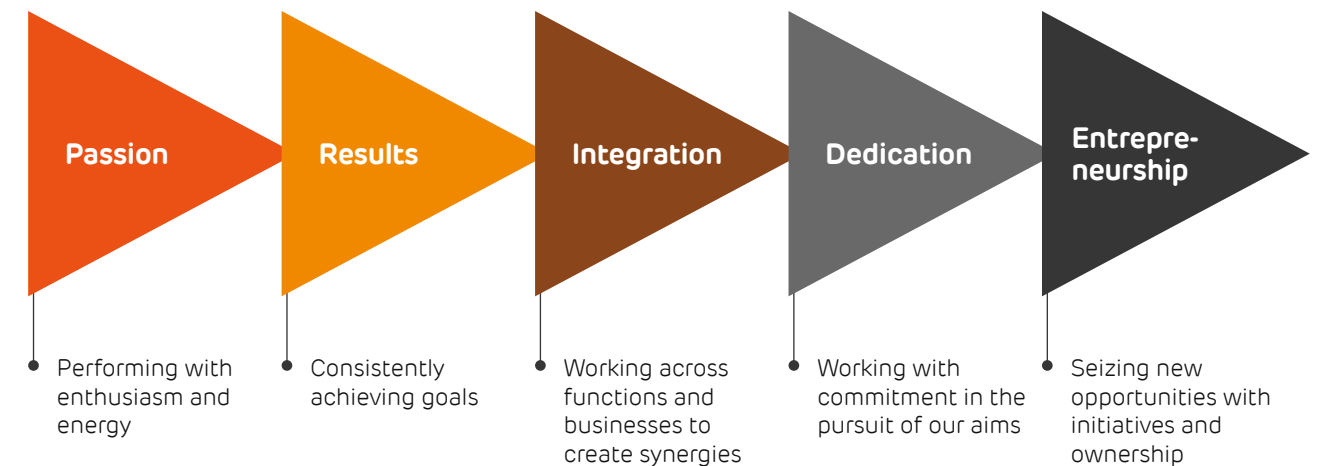 Passion
Results
Integration
Dedication
Entrepre-
neurship
Performing with
enthusiasm and
energy
Consistently
achieving goals
Working across
functions and
businesses to
create synergies
Working with
commitment in the
pursuit of our aims
Seizing new
opportunities with
initiatives and
ownership